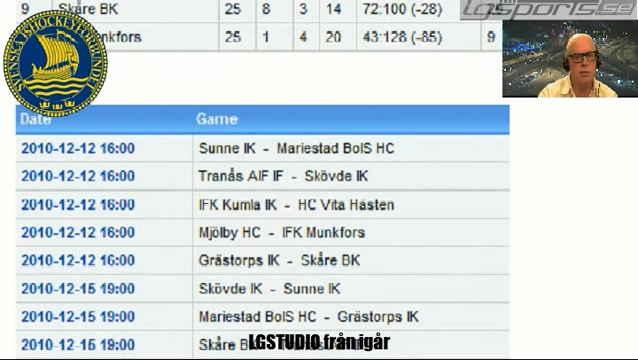 LGSPORTS.SE
9 Skåre BK 25 8 3 14 72:100 (-28)
Munkfors 25 1 4 20 43:128 (-85) 9
SVENSKA ISHOCKEYFÖRBUNDET
Date Game
2010-12-12 16:00 Sunne IK - Mariestad BoIS HC
2010-12-12 16:00 Tranås AIF IF - Skövde IK
2010-12-12 16:00 IFK Kumla IK - HC Vita Hästen
2010-12-12 16:00 Mjölby HC - IFK Munkfors
2010-12-12 16:00 Grästorps IK - Skåre BK
2010-12-15 19:00 Skövde IK - Sunne IK
2010-12-15 19:00 Mariestad BoIS HC - Grästorps IK
2010-12-15 19:00 Skåre
LGSTUDIO från igår